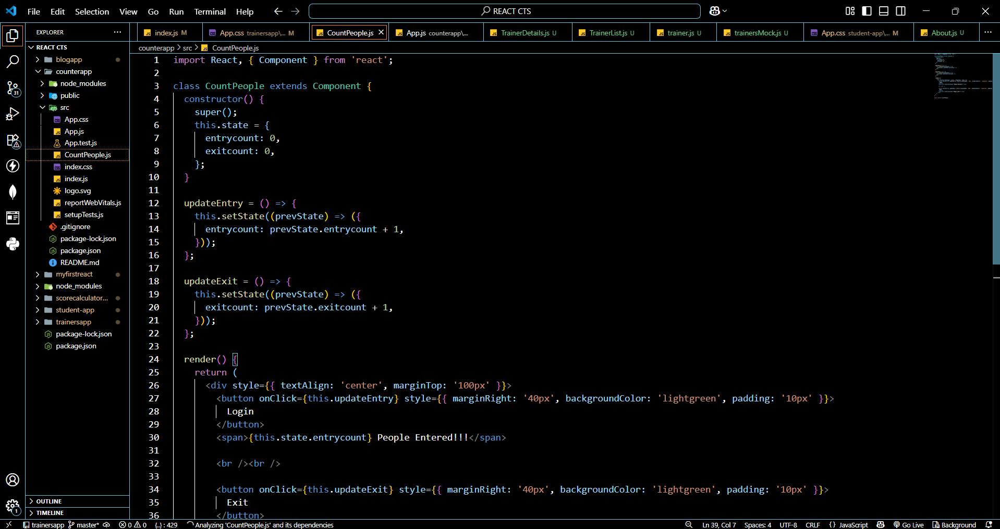 File Edit Selection View Go Run Terminal Help REACT CTS
EXPLORER
index.js M App.css trainersapp\... M CountPeople.js App.js counterapp\... TrainerDetails.js U TrainerList.js U trainer.js U trainersMock.js U App.css student-app\... M About.js U
REACT CTS
blogapp
counterapp
node_modules
public
src
App.css
App.js
App.test.js
CountPeople.js
index.css
index.js
logo.svg
reportWebVitals.js
setupTests.js
.gitignore
package-lock.json
package.json
README.md
myfirstreact
node_modules
scorecalculator...
student-app
trainersapp
package-lock.json
package.json
OUTLINE
TIMELINE
31
1
counterapp > src > CountPeople.js
1 import React, { Component } from 'react';
2
3 class CountPeople extends Component {
4 constructor() {
5 super();
6 this.state = {
7 entrycount: 0,
8 exitcount: 0,
9 };
10 }
11
12 updateEntry = () => {
13 this.setState((prevState) => ({
14 entrycount: prevState.entrycount + 1,
15 }));
16 };
17
18 updateExit = () => {
19 this.setState((prevState) => ({
20 exitcount: prevState.exitcount + 1,
21 }));
22 };
23
24 render() {
25 return (
26 <div style={{ textAlign: 'center', marginTop: '100px' }}>
27 <button onClick={this.updateEntry} style={{ marginRight: '40px', backgroundColor: 'lightgreen', padding: '10px' }}>
28 Login
29 </button>
30 <span>{this.state.entrycount} People Entered!!!</span>
31
32 <br /><br />
33
34 <button onClick={this.updateExit} style={{ marginRight: '40px', backgroundColor: 'lightgreen', padding: '10px' }}>
35 Exit
36 </button>
trainersapp master* 0 0 {..} : 429 Analyzing 'CountPeople.js' and its dependencies Ln 39, Col 7 Spaces: 4 UTF-8 CRLF {} JavaScript Go Live Background